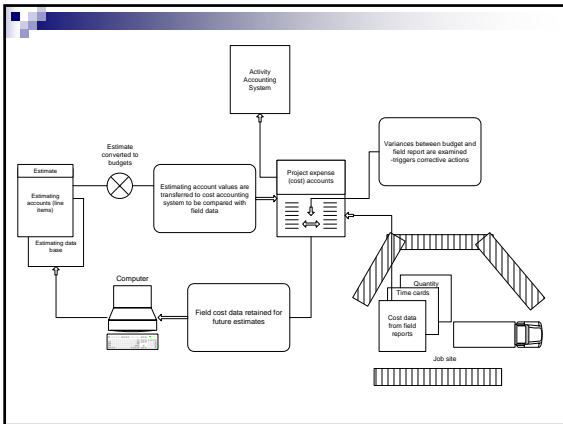 Activity
Accounting
System
Variances between budget and
field report are examined
-triggers corrective actions
Estimate
converted to
budgets
Estimate
Estimating
accounts (line
items)
Estimating data
base
Estimating account values are
transferred to cost accounting
system to be compared with
field data
Project expense
(cost) accounts
Computer
Field cost data retained for
future estimates
Quantity
Time cards
Cost data
from field
reports
Job site